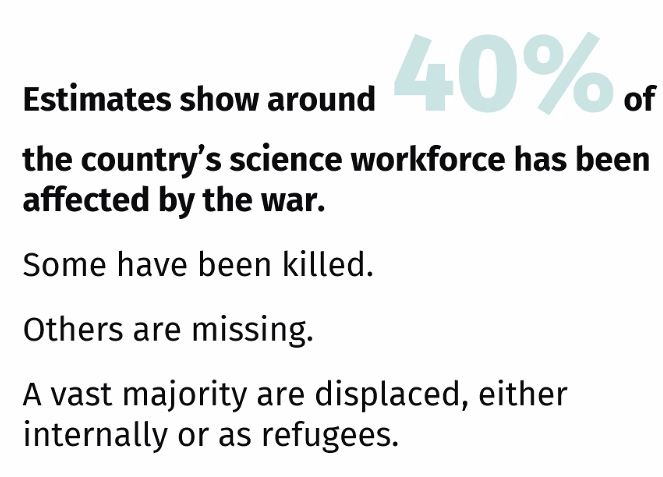 Estimates show around 40% of
the country’s science workforce has been
affected by the war.
Some have been killed.
Others are missing.
A vast majority are displaced, either
internally or as refugees.